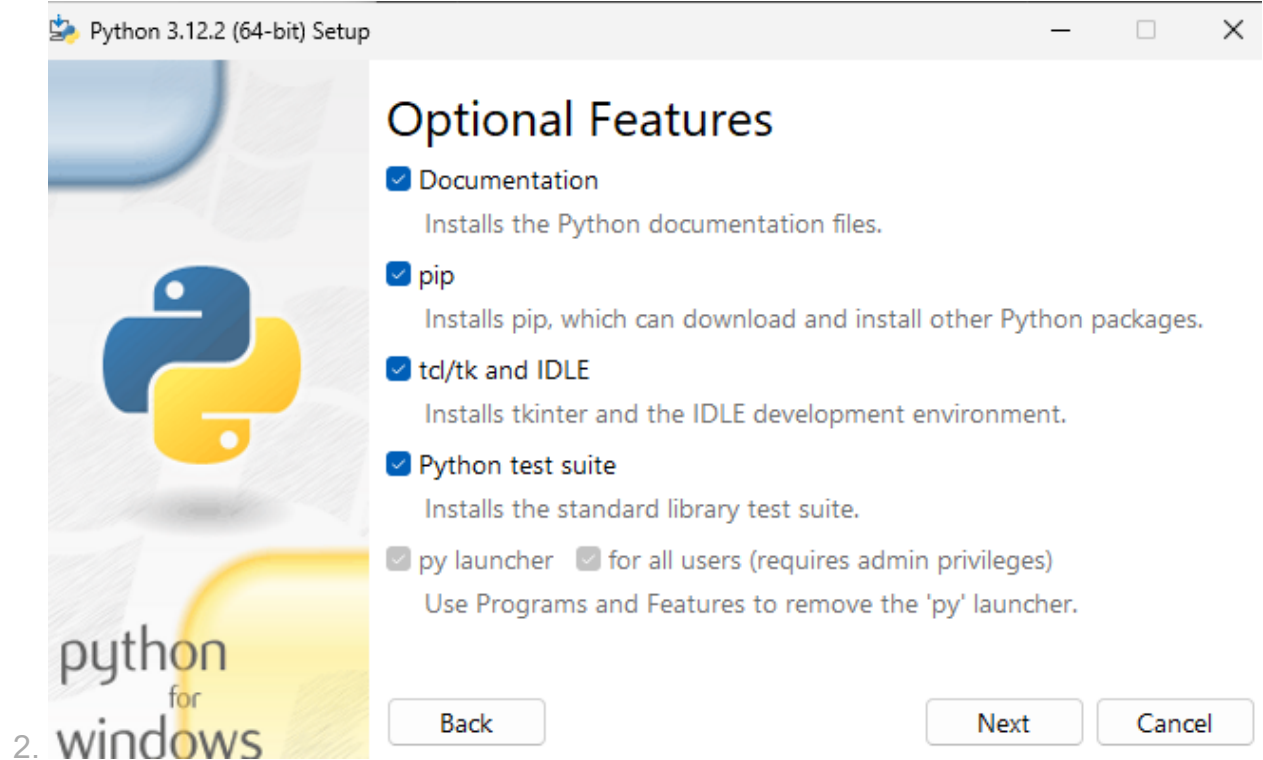 Python 3.12.2 (64-bit) Setup
Optional Features
Documentation
Installs the Python documentation files.
pip
Installs pip, which can download and install other Python packages.
tcl/tk and IDLE
Installs tkinter and the IDLE development environment.
Python test suite
Installs the standard library test suite.
py launcher for all users (requires admin privileges)
Use Programs and Features to remove the 'py' launcher.
python
for
windows
Back Next Cancel
2.